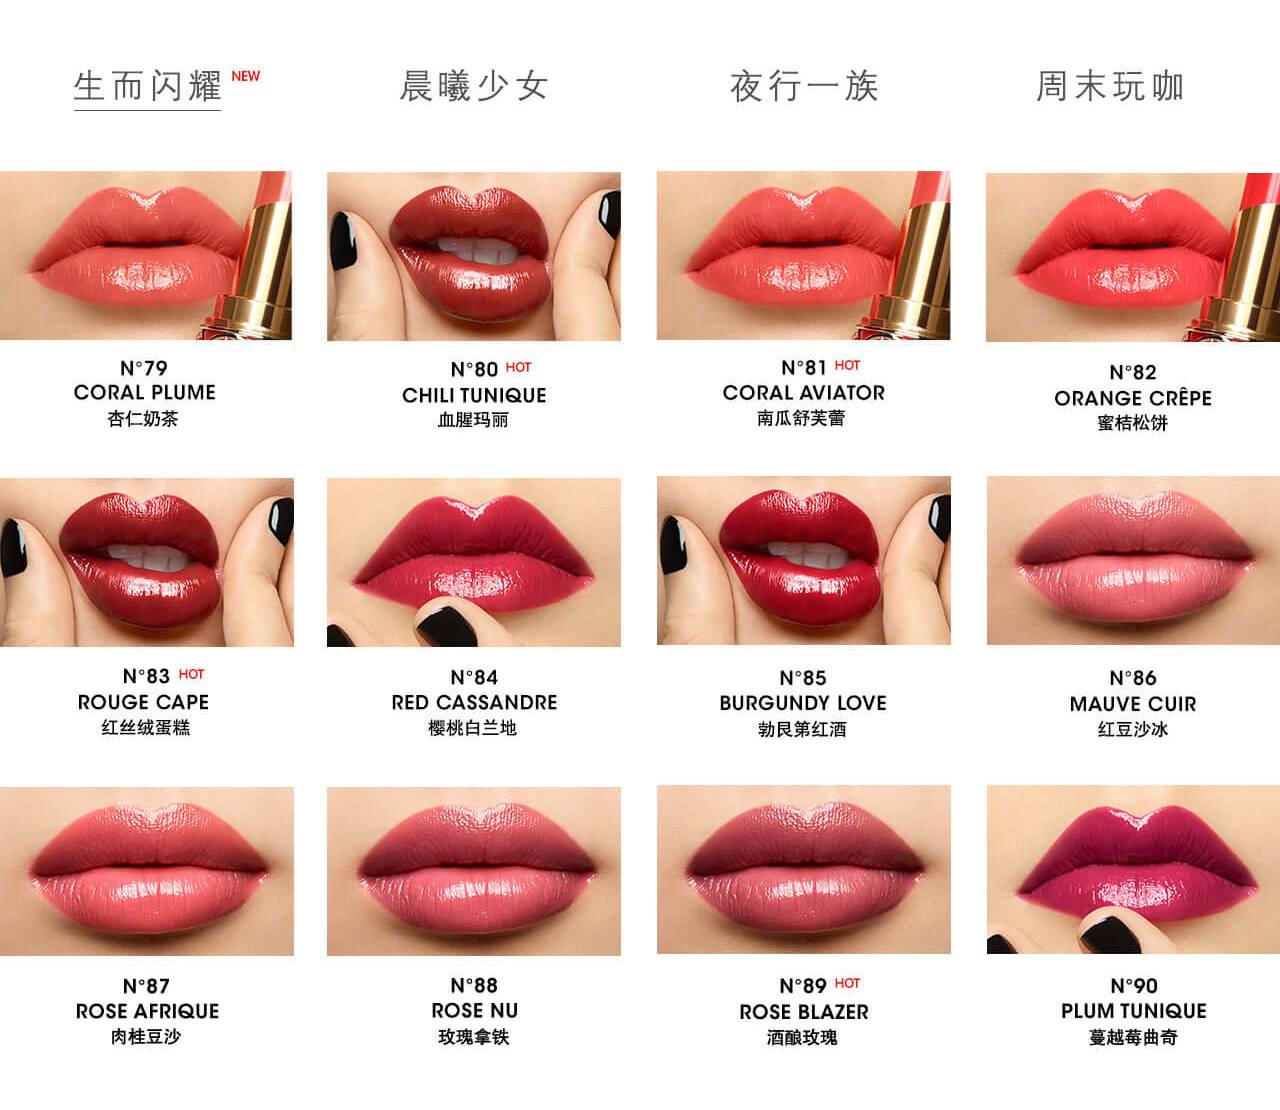 生而闪耀 NEW
晨曦少女
夜行一族
周末玩咖
N°79
CORAL PLUME
杏仁奶茶
N°80 HOT
CHILI TUNIQUE
血腥玛丽
N°81 HOT
CORAL AVIATOR
南瓜舒芙蕾
N°82
ORANGE CRÊPE
蜜桔松饼
N°83 HOT
ROUGE CAPE
红丝绒蛋糕
N°84
RED CASSANDRE
樱桃白兰地
N°85
BURGUNDY LOVE
勃艮第红酒
N°86
MAUVE CUIR
红豆沙冰
N°87
ROSE AFRIQUE
肉桂豆沙
N°88
ROSE NU
玫瑰拿铁
N°89 HOT
ROSE BLAZER
酒酿玫瑰
N°90
PLUM TUNIQUE
蔓越莓曲奇